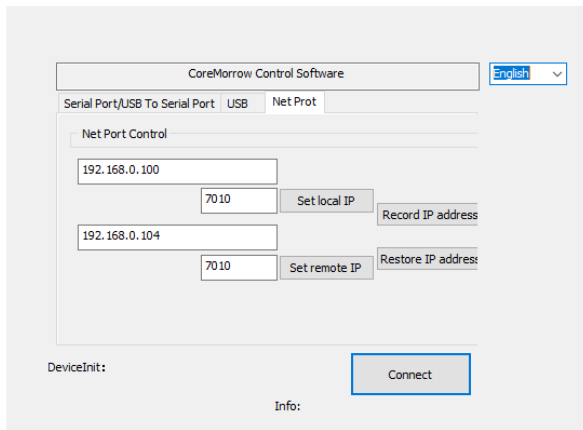 CoreMorrow Control Software
English
Serial Port/USB To Serial Port USB Net Prot
Net Port Control
192.168.0.100
7010 Set local IP
Record IP address
192.168.0.104
7010 Set remote IP
Restore IP address
DeviceInit:
Connect
Info: